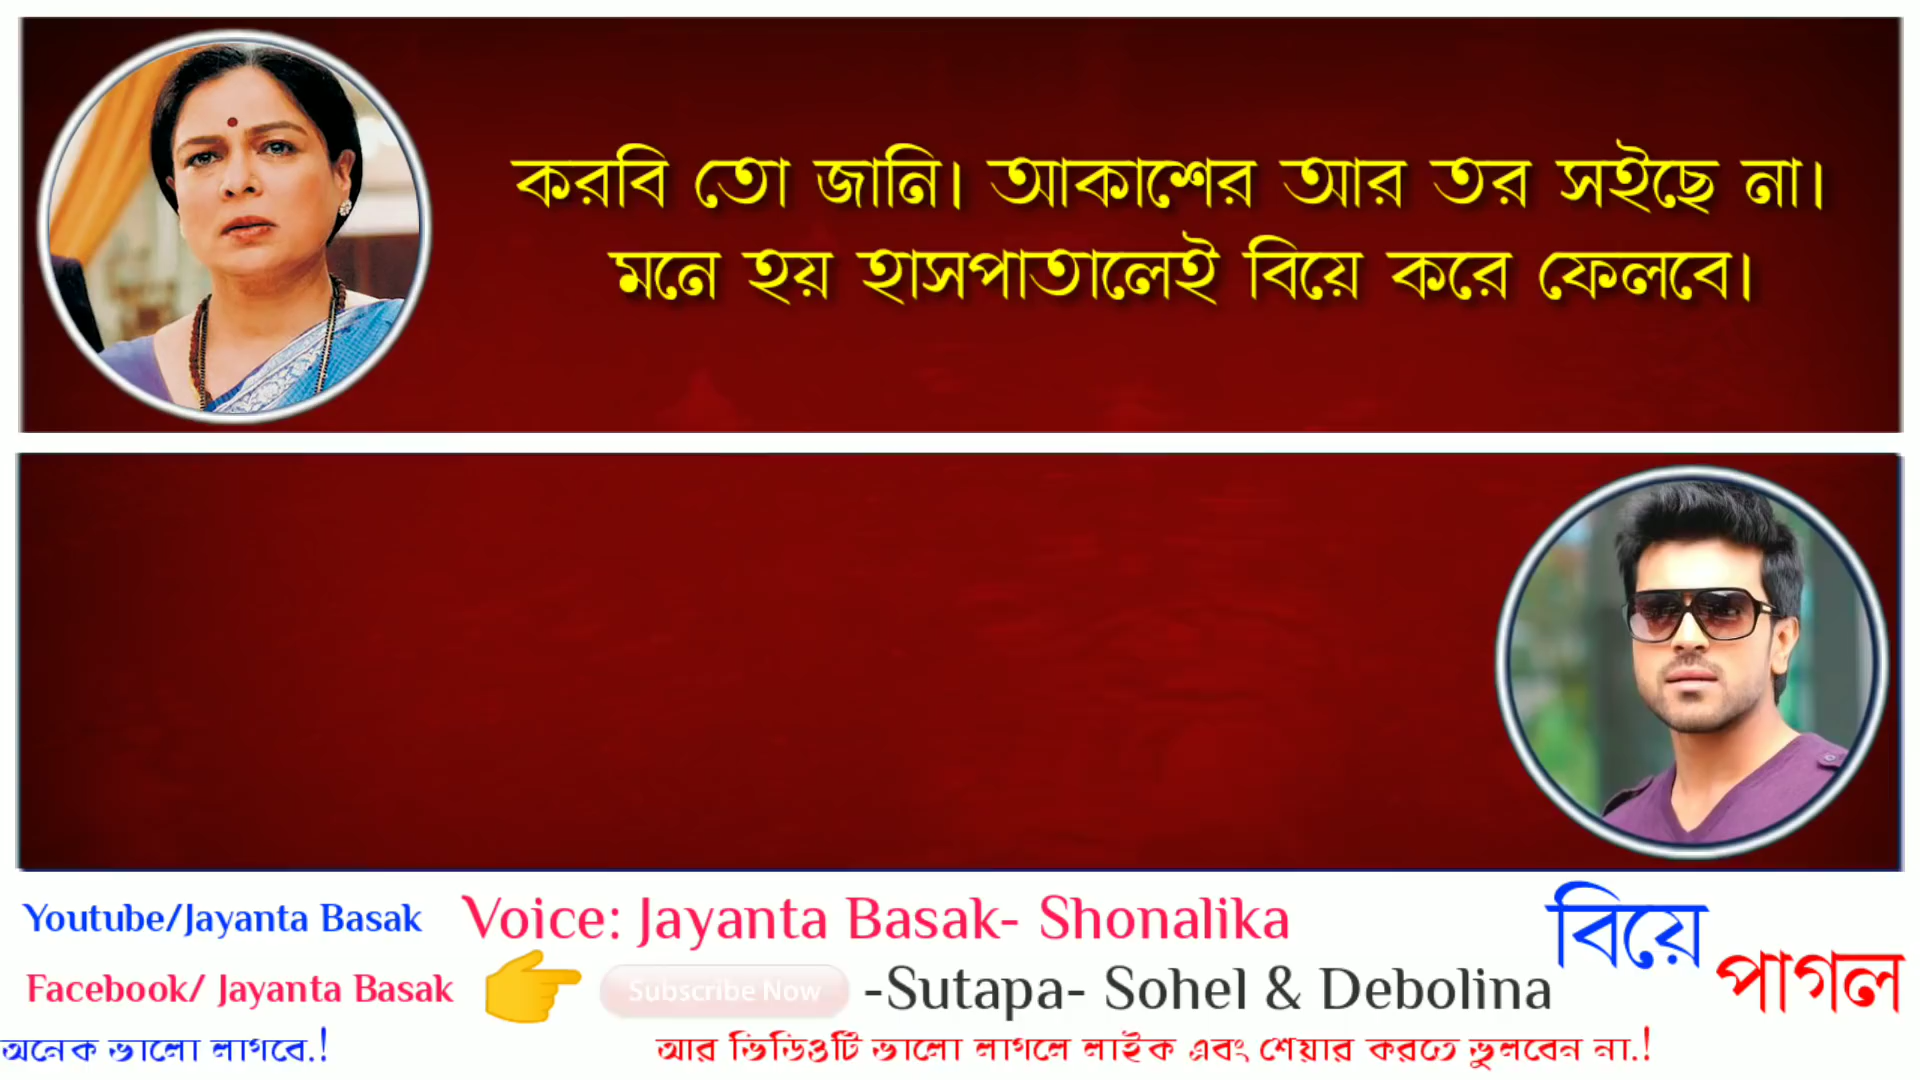 করবি তো জানি। আকাশের আর তর সইছে না।
মনে হয় হাসপাতালেই বিয়ে করে ফেলবে।
Youtube/Jayanta Basak
Voice: Jayanta Basak- Shonalika
বিয়ে
পাগল
Facebook/ Jayanta Basak
Subscribe Now
-Sutapa- Sohel & Debolina
অনেক ভালো লাগবে.!
আর ভিডিওটি ভালো লাগলে লাইক এবং শেয়ার করতে ভুলবেন না.!